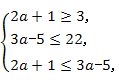 2a + 1 ≥ 3,
3a–5 ≤ 22,
2a + 1 ≤ 3a–5,